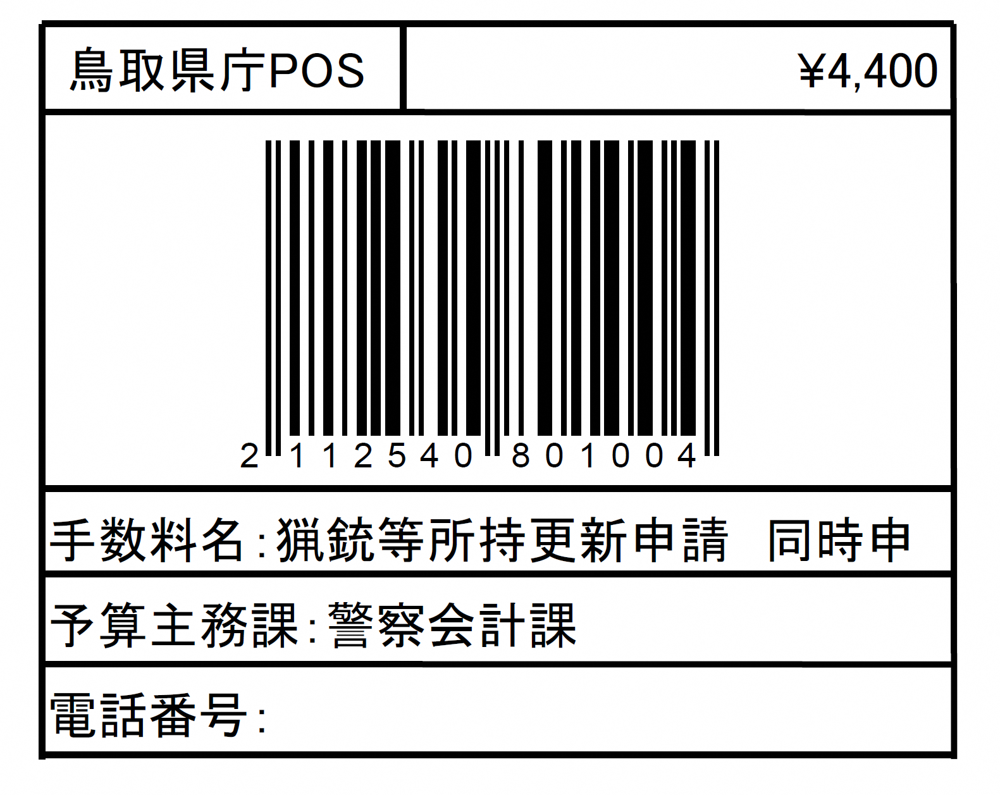 鳥取県庁POS ¥4,400
2 112540 801004
手数料名:猟銃等所持更新申請　同時申
予算主務課:警察会計課
電話番号: